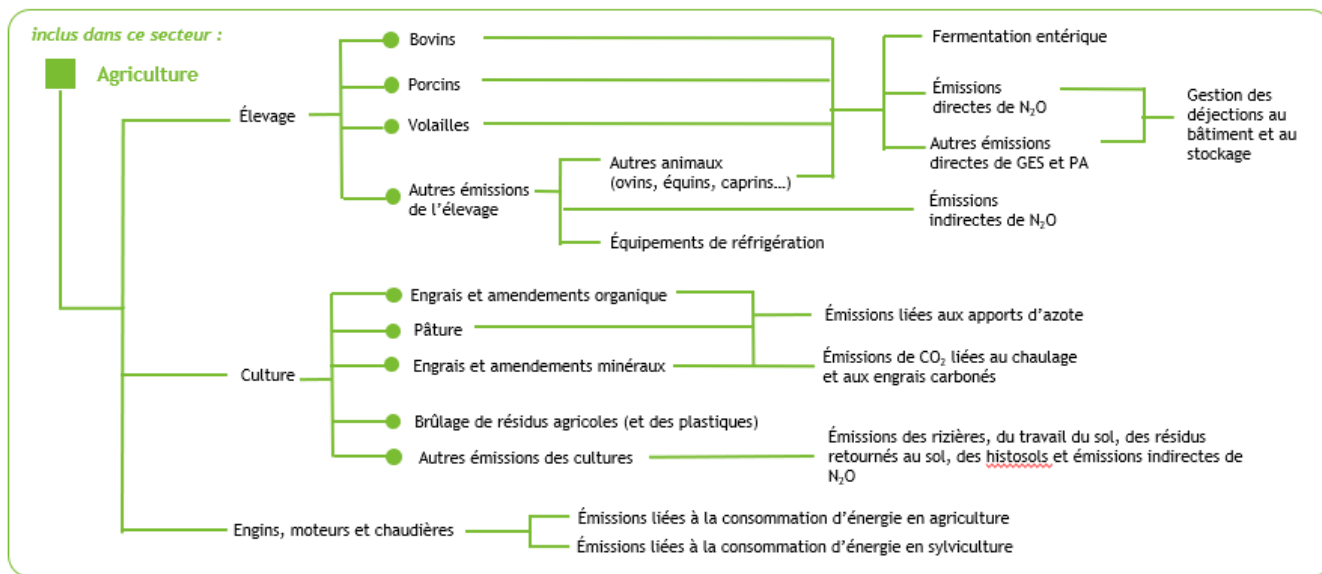 inclus dans ce secteur :
Agriculture
Élevage
Bovins
Porcins
Volailles
Autres émissions
de l’élevage
Autres animaux
(ovins, équins, caprins…)
Équipements de réfrigération
Fermentation entérique
Émissions
directes de N₂O
Autres émissions
directes de GES et PA
Émissions
indirectes de N₂O
Gestion des
déjections au
bâtiment et au
stockage
Culture
Engrais et amendements organique
Pâture
Engrais et amendements minéraux
Brûlage de résidus agricoles (et des plastiques)
Autres émissions des cultures
Émissions liées aux apports d’azote
Émissions de CO₂ liées au chaulage
et aux engrais carbonés
Émissions des rizières, du travail du sol, des résidus
retournés au sol, des histosols et émissions indirectes de
N₂O
Engins, moteurs et chaudières
Émissions liées à la consommation d’énergie en agriculture
Émissions liées à la consommation d’énergie en sylviculture